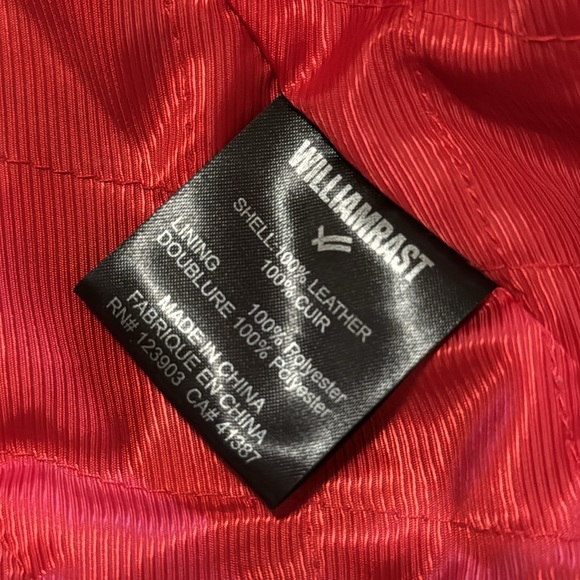 WILLIAMRAST
SHELL: 100% LEATHER
100% CUIR
LINING 100% Polyester
DOUBLURE 100% Polyester
MADE IN CHINA
FABRIQUE EN CHINA
RN# 123903 CA# 41387